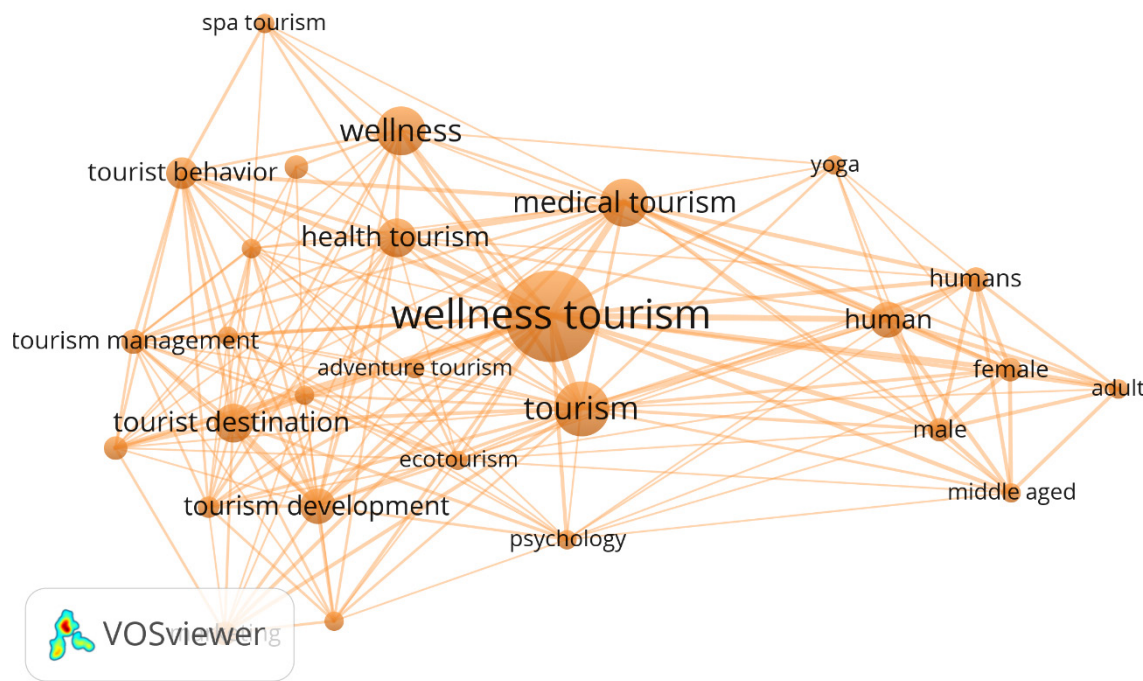 spa tourism
wellness
yoga
tourist behavior
medical tourism
health tourism
humans
wellness tourism
human
tourism management
adventure tourism
female
adult
tourism
tourist destination
male
ecotourism
middle aged
tourism development
psychology
VOSviewer